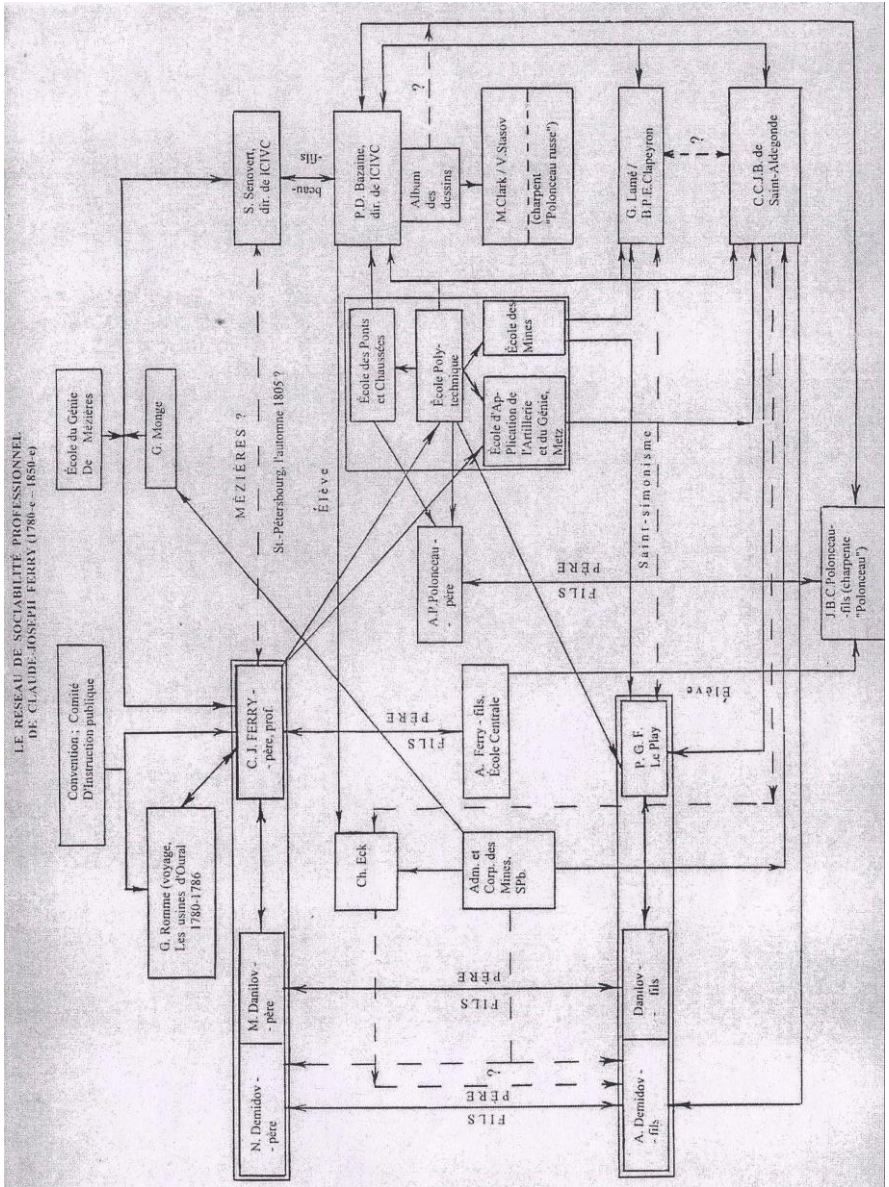 LE RESEAU DE SOCIABILITÉ PROFESSIONNEL
DE CLAUDE-JOSEPH FERRY (1780-e – 1850-e)
Convention ; Comité
D'Instruction publique
École du Génie
De Mézières
G. Romme (voyage,
Les usines d'Oural
1780-1786
G. Monge
N. Demidov -
- père
M. Danilov
- père
C. J. FERRY -
- père, prof.
MÉZIÈRES ?
St.-Pétersbourg, l'automne 1805 ?
S. Senovert,
dir. de ICIVC
beau-
-fils
Élève
Ch. Eck
P.D. Bazaine,
dir. de ICIVC
Album
des
dessins
?
École des Ponts
et Chaussées
École Poly-
technique
École d'Ap-
plication de
l'Artillerie
et du Génie,
Metz
École des
Mines
M.Clark / V.Stasov
(charpent
"Polonceau russe")
Adm. et
Corp. des
Mines,
SPb.
A. Ferry - fils,
École Centrale
PÈRE
FILS
A.P.Polonceau -
- père
PÈRE
FILS
PÈRE
FILS
PÈRE
FILS
?
Saint-simonisme
G. Lamé /
B.P.E.Clapeyron
?
A. Demidov -
- fils
Danilov -
- fils
P. G. F.
Le Play
Élève
C.C.J.B. de
Saint-Aldegonde
J.B.C.Polonceau-
-fils (charpente
"Polonceau")